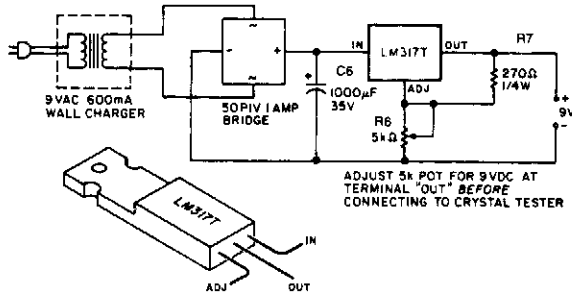 9VAC 600mA
WALL CHARGER
~
-
+
~
50PIV 1 AMP
BRIDGE
+
C6
1000µF
35V
IN
LM317T
OUT
ADJ
R7
270Ω
1/4W
R6
5kΩ
+
9V
-
ADJUST 5k POT FOR 9VDC AT
TERMINAL "OUT" BEFORE
CONNECTING TO CRYSTAL TESTER
LM317T
IN
OUT
ADJ